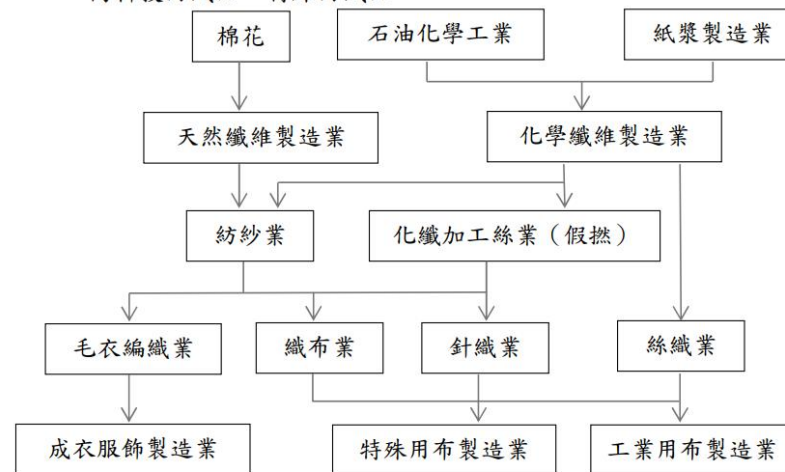 棉花
石油化學工業
紙漿製造業
天然纖維製造業
化學纖維製造業
紡紗業
化纖加工絲業（假撚）
毛衣編織業
織布業
針織業
絲織業
成衣服飾製造業
特殊用布製造業
工業用布製造業